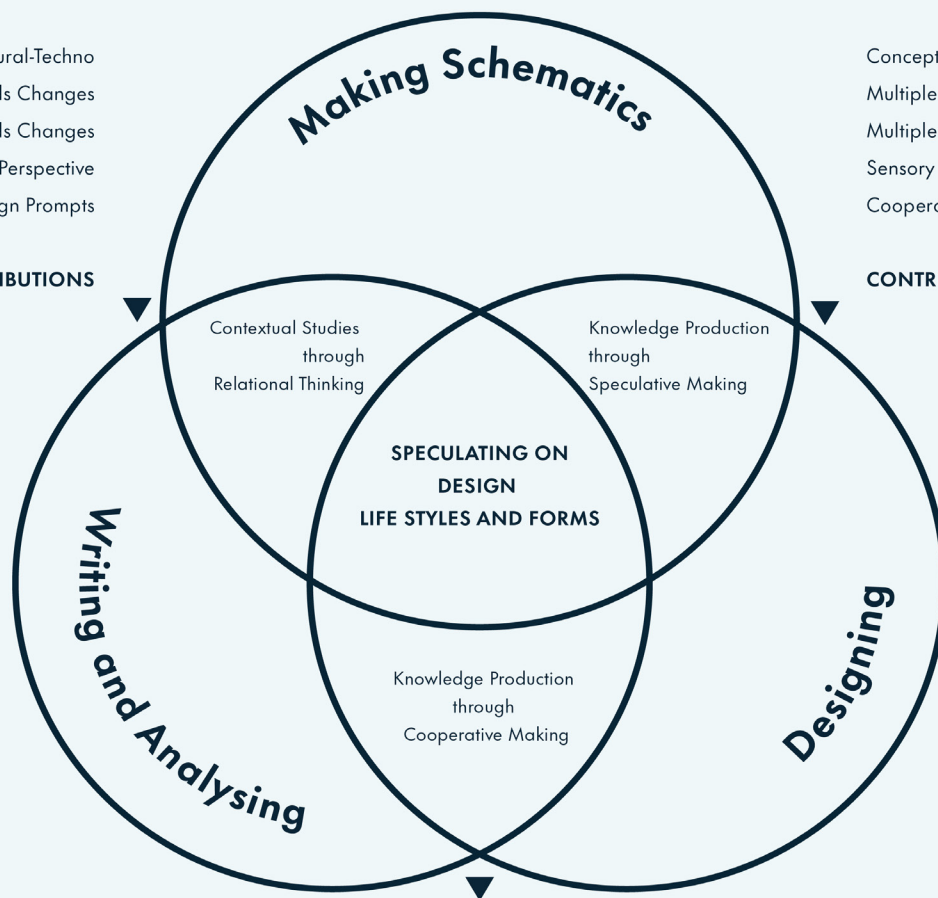 ural-Techno
ls Changes
ls Changes
Perspective
gn Prompts
IBUTIONS
Making Schematics
Concept
Multiple
Multiple
Sensory
Coopera
CONTR
Contextual Studies
through
Relational Thinking
Knowledge Production
through
Speculative Making
SPECULATING ON
DESIGN
LIFE STYLES AND FORMS
Writing and Analysing
Designing
Knowledge Production
through
Cooperative Making